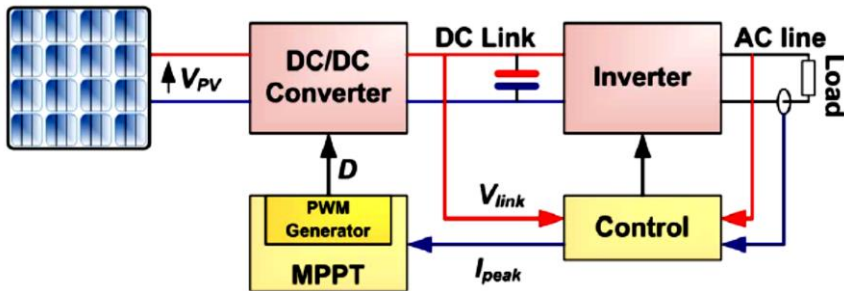 DC Link
AC line
V_PV
DC/DC
Converter
Inverter
Load
D
V_link
PWM
Generator
Control
MPPT
I_peak